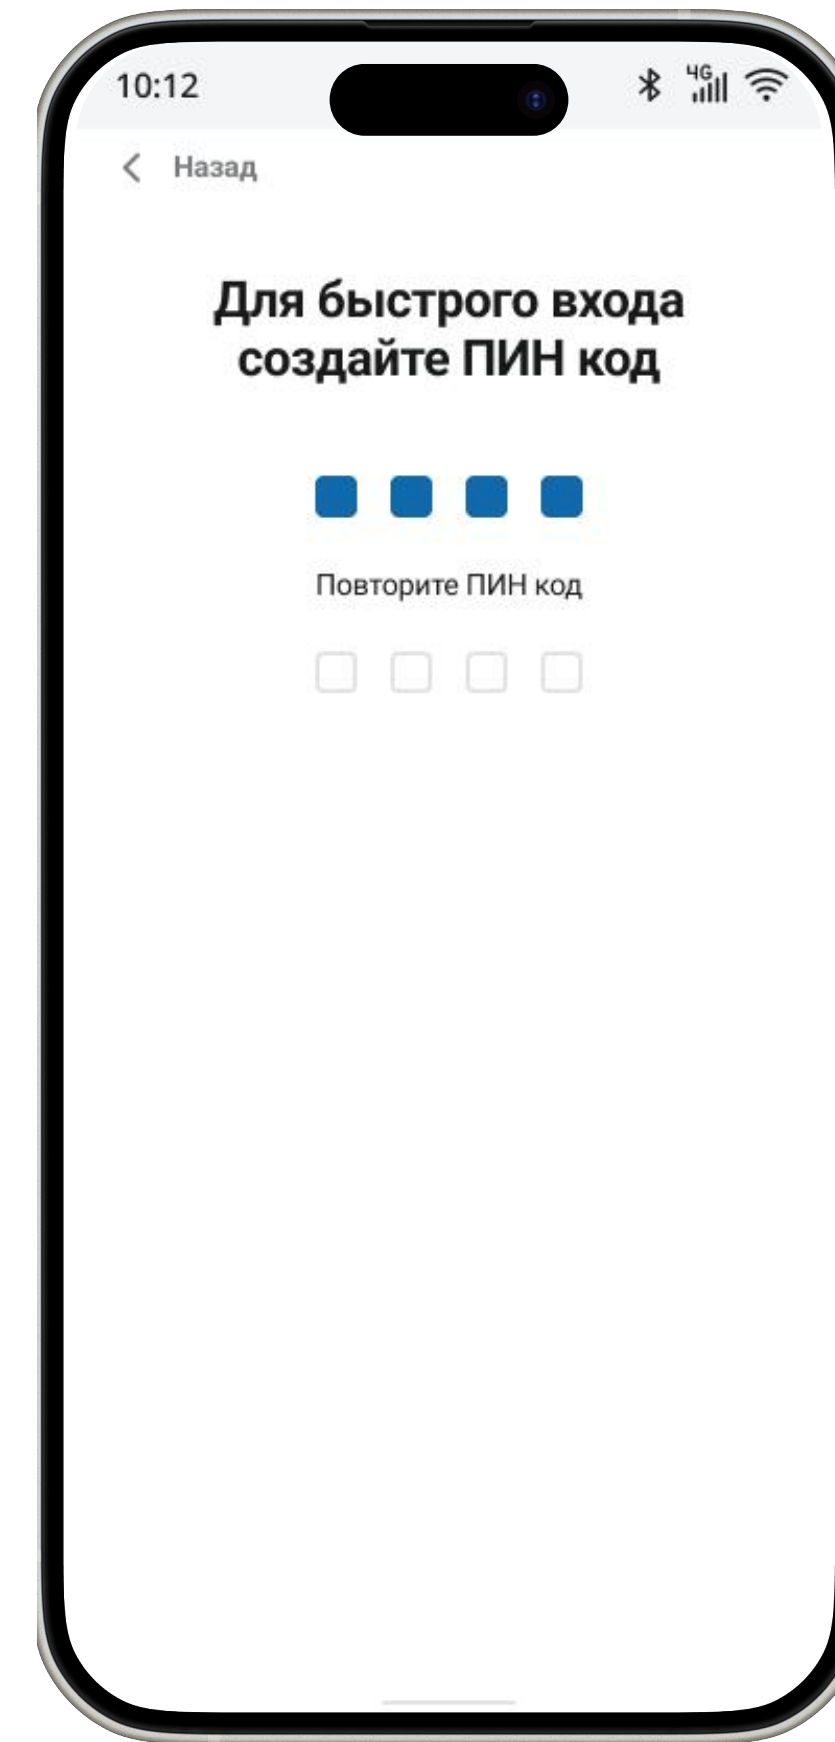 10:12
4G
Назад
Для быстрого входа
создайте ПИН код
Повторите ПИН код